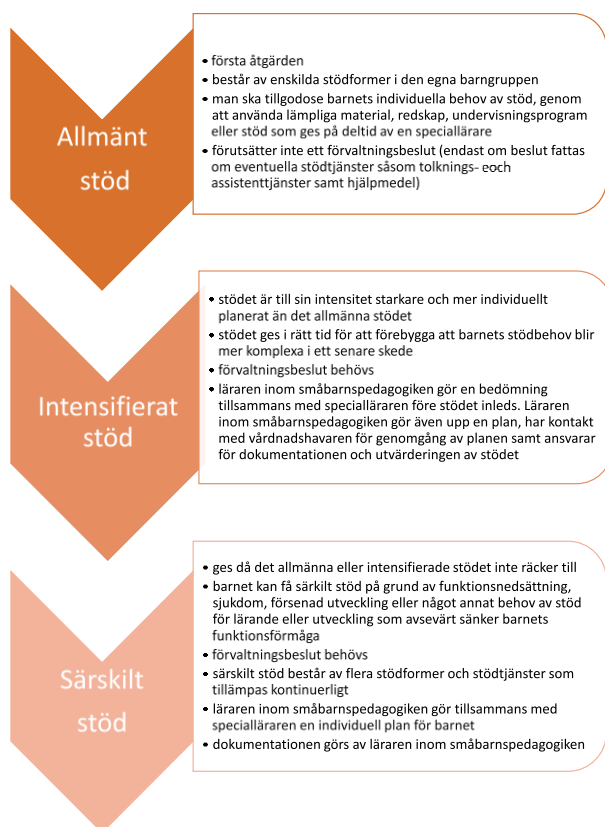 Allmänt
stöd
• första åtgärden
• består av enskilda stödformer i den egna barngruppen
• man ska tillgodose barnets individuella behov av stöd, genom
att använda lämpliga material, redskap, undervisningsprogram
eller stöd som ges på deltid av en speciallärare
• förutsätter inte ett förvaltningsbeslut (endast om beslut fattas
om eventuella stödtjänster såsom tolknings- eoch
assistenttjänster samt hjälpmedel)
Intensifierat
stöd
• stödet är till sin intensitet starkare och mer individuellt
planerat än det allmänna stödet
• stödet ges i rätt tid för att förebygga att barnets stödbehov blir
mer komplexa i ett senare skede
• förvaltningsbeslut behövs
• läraren inom småbarnspedagogiken gör en bedömning
tillsammans med specialläraren före stödet inleds. Läraren
inom småbarnspedagogiken gör även upp en plan, har kontakt
med vårdnadshavaren för genomgång av planen samt ansvarar
för dokumentationen och utvärderingen av stödet
Särskilt
stöd
• ges då det allmänna eller intensifierade stödet inte räcker till
• barnet kan få särkilt stöd på grund av funktionsnedsättning,
sjukdom, försenad utveckling eller något annat behov av stöd
för lärande eller utveckling som avsevärt sänker barnets
funktionsförmåga
• förvaltningsbeslut behövs
• särskilt stöd består av flera stödformer och stödtjänster som
tillämpas kontinuerligt
• läraren inom småbarnspedagogiken gör tillsammans med
specialläraren en individuell plan för barnet
• dokumentationen görs av läraren inom småbarnspedagogiken